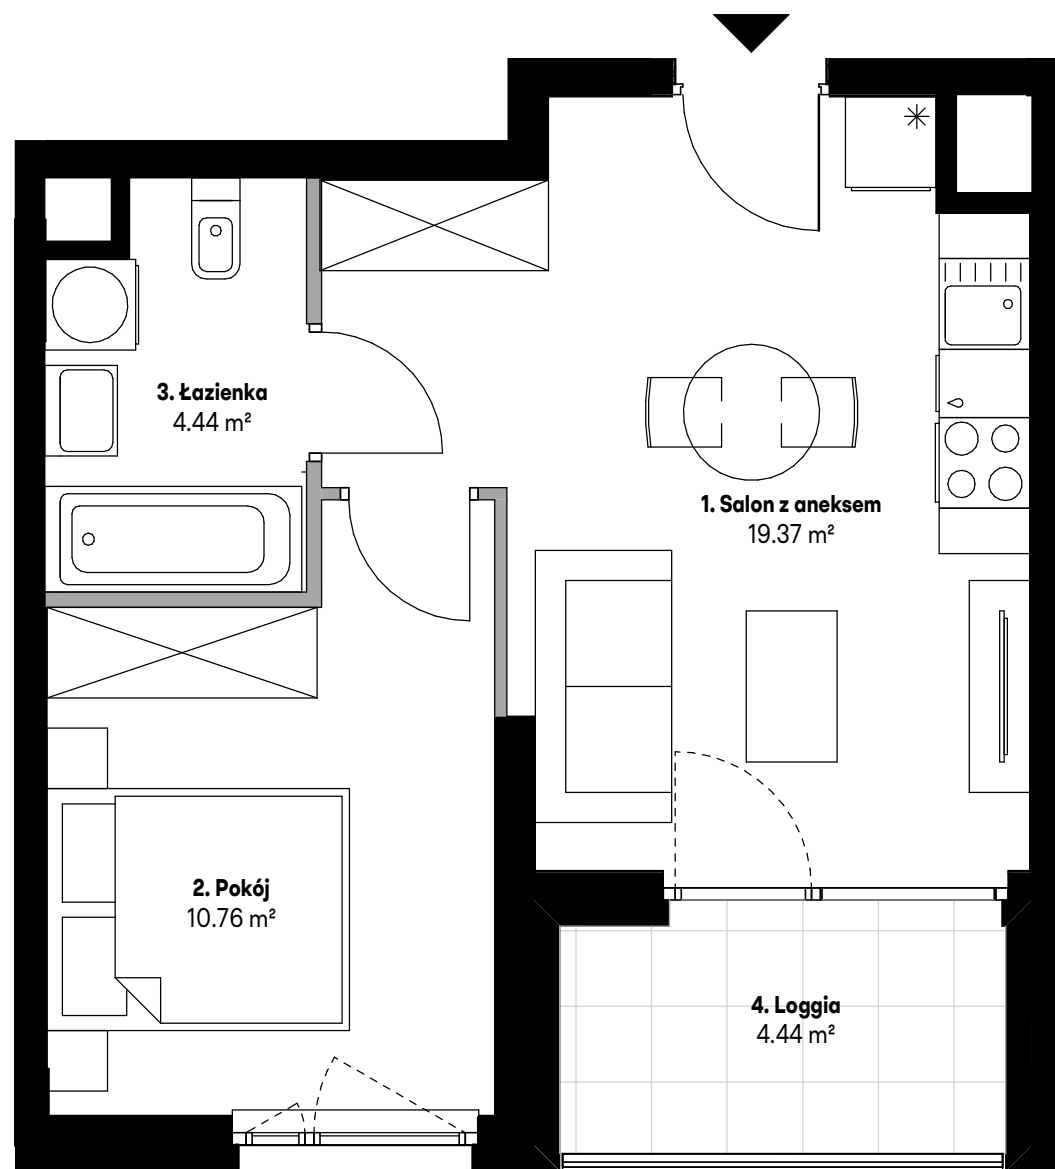 3. Łazienka
4.44 m²
1. Salon z aneksem
19.37 m²
2. Pokój
10.76 m²
4. Loggia
4.44 m²